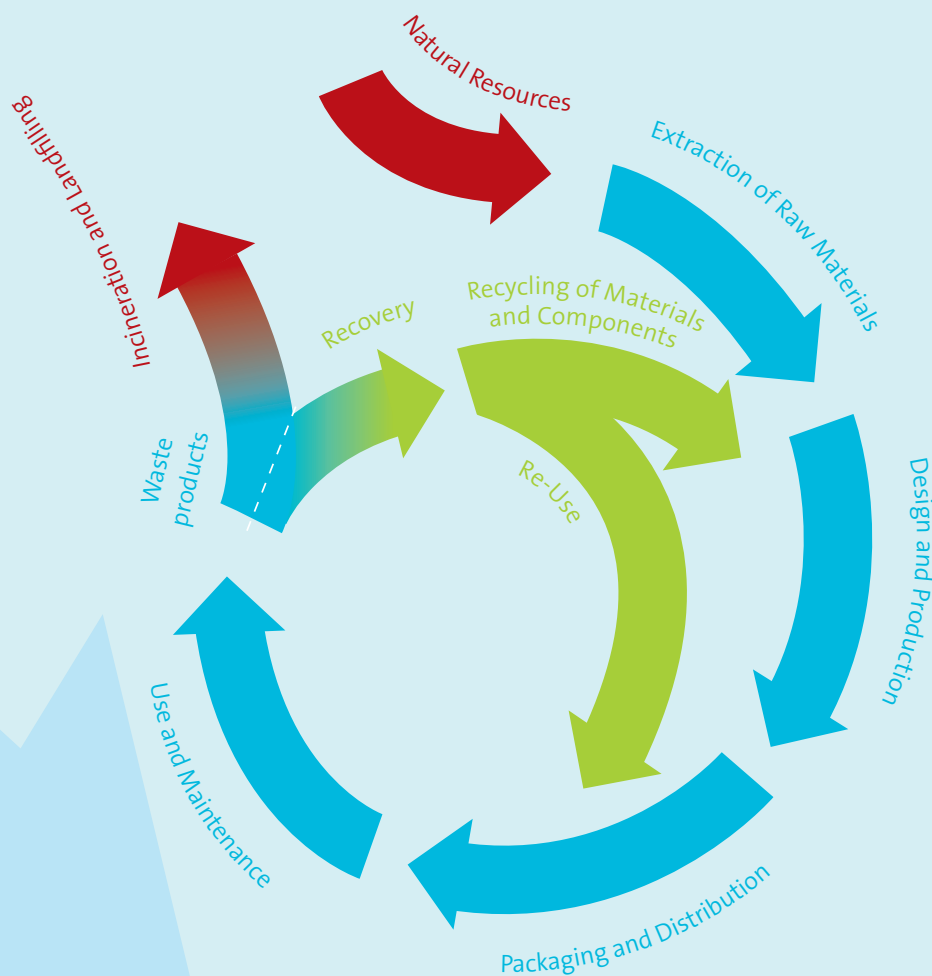 Natural Resources
Extraction of Raw Materials
Design and Production
Packaging and Distribution
Use and Maintenance
Waste
products
Incineration and Landfilling
Recovery
Recycling of Materials
and Components
Re-Use